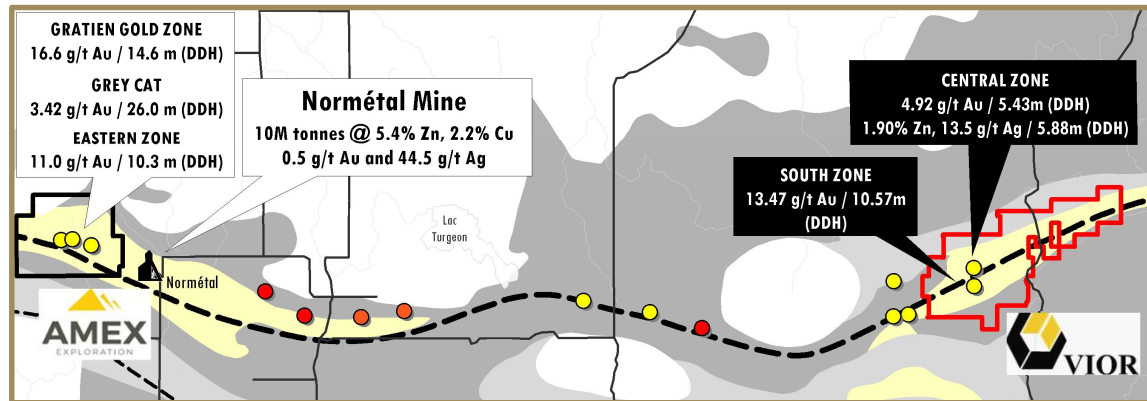 GRATIEN GOLD ZONE
16.6 g/t Au / 14.6 m (DDH)
GREY CAT
3.42 g/t Au / 26.0 m (DDH)
EASTERN ZONE
11.0 g/t Au / 10.3 m (DDH)
Normétal Mine
10M tonnes @ 5.4% Zn, 2.2% Cu
0.5 g/t Au and 44.5 g/t Ag
CENTRAL ZONE
4.92 g/t Au / 5.43m (DDH)
1.90% Zn, 13.5 g/t Ag / 5.88m (DDH)
SOUTH ZONE
13.47 g/t Au / 10.57m
(DDH)
Lac
Turgeon
Normétal
AMEX
EXPLORATION
VIOR